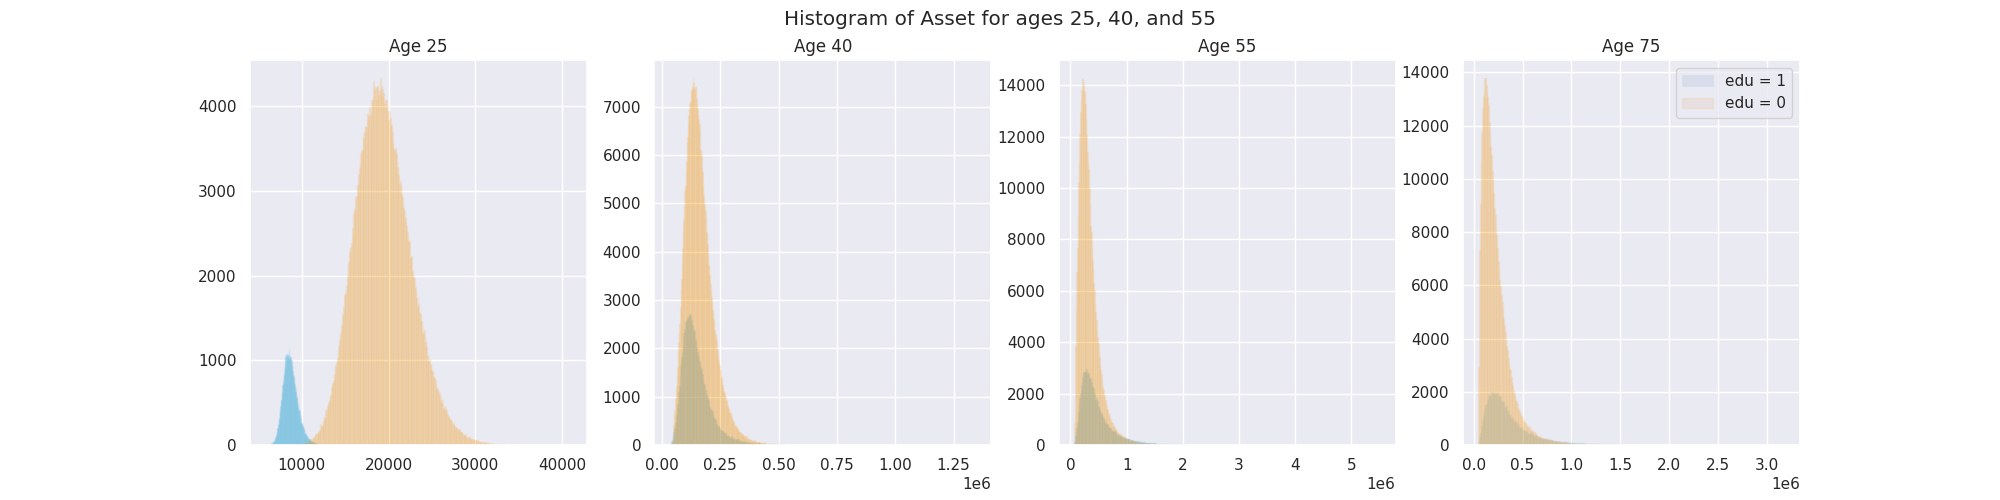 Histogram of Asset for ages 25, 40, and 55
Age 25
4000
3000
2000
1000
0
10000 20000 30000 40000
Age 40
7000
6000
5000
4000
3000
2000
1000
0
0.00 0.25 0.50 0.75 1.00 1.25
1e6
Age 55
14000
12000
10000
8000
6000
4000
2000
0
0 1 2 3 4 5
1e6
Age 75
14000
12000
10000
8000
6000
4000
2000
0
0.0 0.5 1.0 1.5 2.0 2.5 3.0
1e6
edu = 1
edu = 0